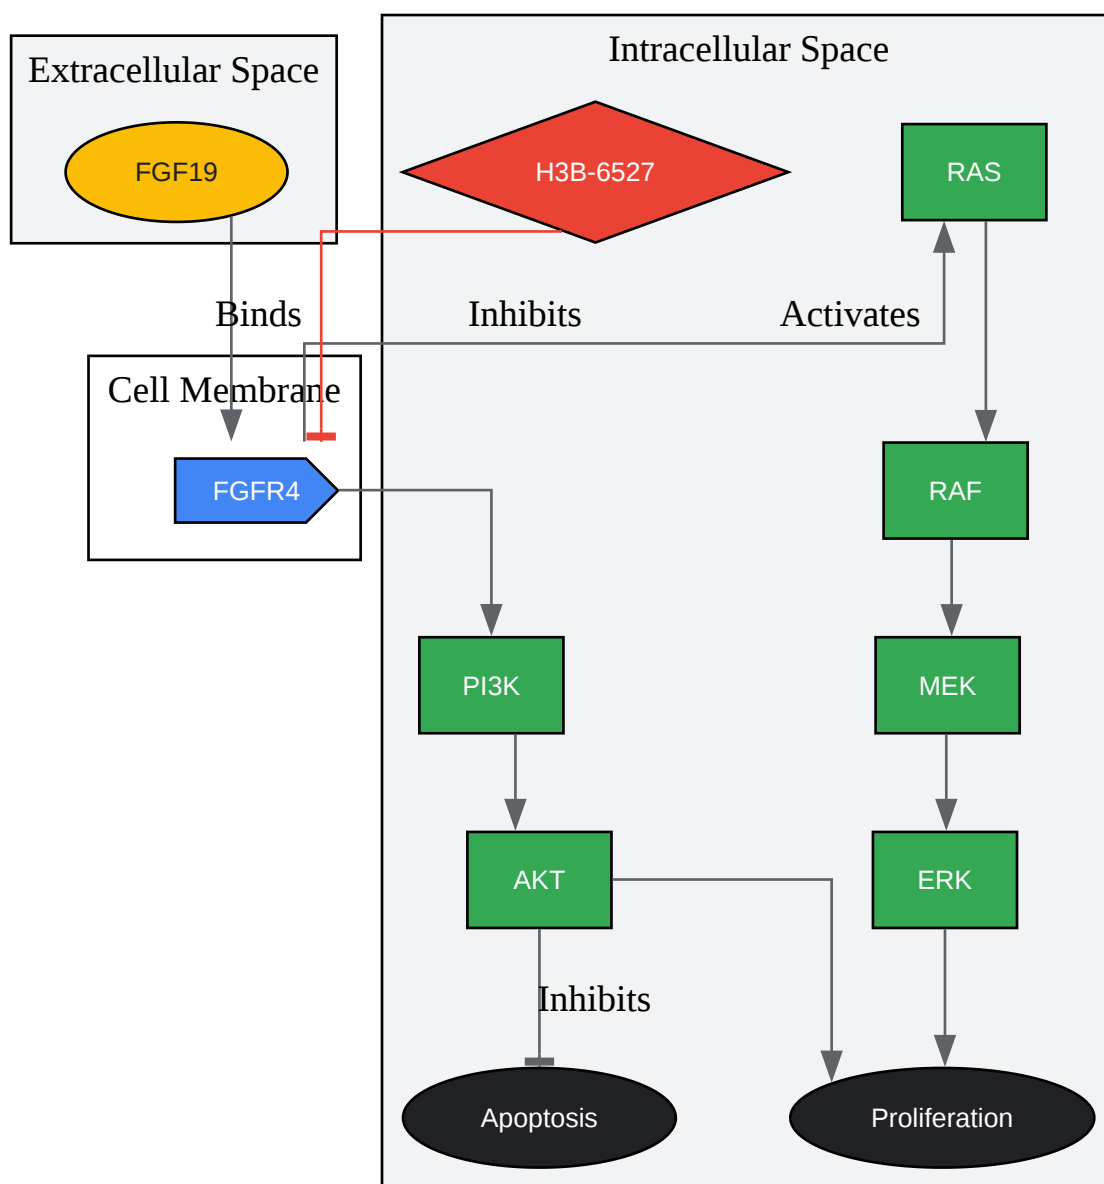 Intracellular Space
Extracellular Space
FGF19
H3B-6527
RAS
Binds
Inhibits
Activates
Cell Membrane
FGFR4
RAF
PI3K
MEK
AKT
ERK
Inhibits
Apoptosis
Proliferation